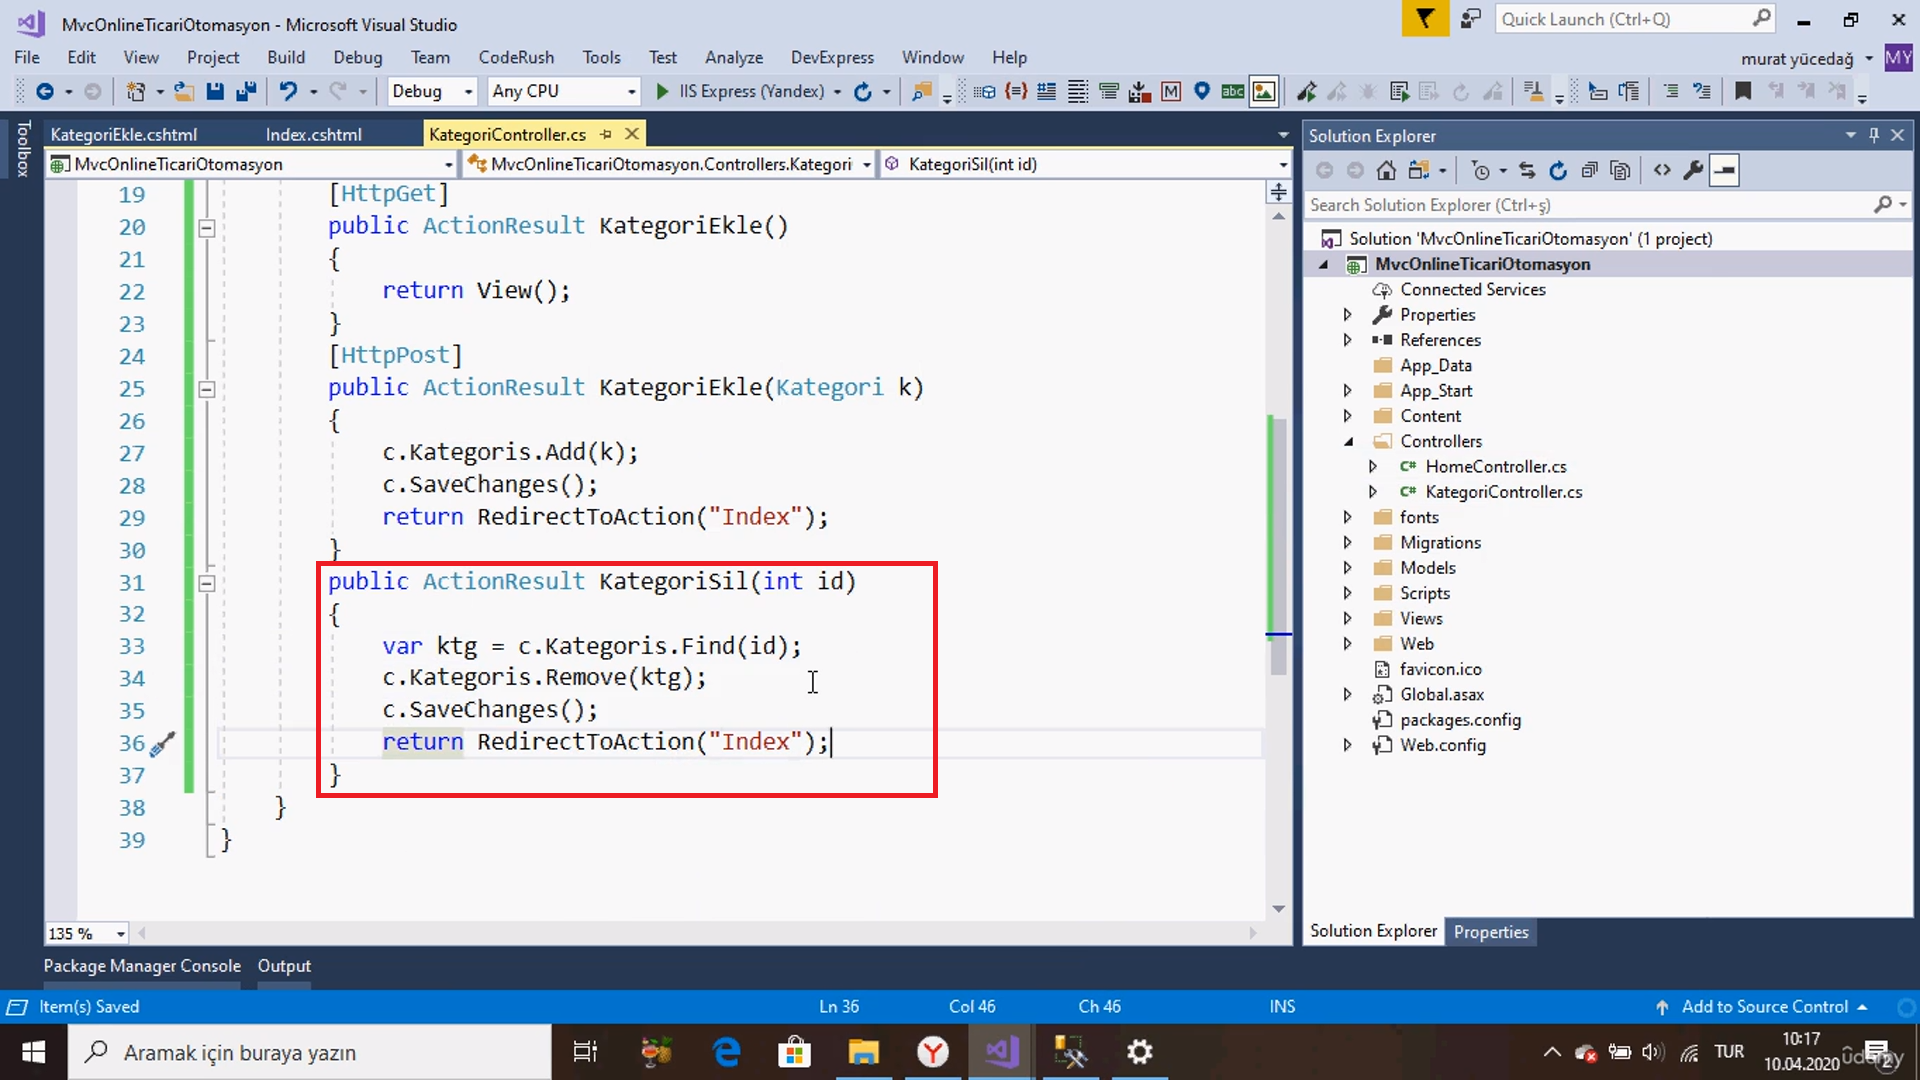 MvcOnlineTicariOtomasyon - Microsoft Visual Studio
Quick Launch (Ctrl+Q)
File Edit View Project Build Debug Team CodeRush Tools Test Analyze DevExpress Window Help
murat yücedağ MY
Debug Any CPU IIS Express (Yandex)
Toolbox
KategoriEkle.cshtml Index.cshtml KategoriController.cs
MvcOnlineTicariOtomasyon MvcOnlineTicariOtomasyon.Controllers.Kategori KategoriSil(int id)
19 [HttpGet]
20 public ActionResult KategoriEkle()
21 {
22 return View();
23 }
24 [HttpPost]
25 public ActionResult KategoriEkle(Kategori k)
26 {
27 c.Kategoris.Add(k);
28 c.SaveChanges();
29 return RedirectToAction("Index");
30 }
31 public ActionResult KategoriSil(int id)
32 {
33 var ktg = c.Kategoris.Find(id);
34 c.Kategoris.Remove(ktg);
35 c.SaveChanges();
36 return RedirectToAction("Index");
37 }
38 }
39 }
135 %
Solution Explorer
Search Solution Explorer (Ctrl+ş)
Solution 'MvcOnlineTicariOtomasyon' (1 project)
MvcOnlineTicariOtomasyon
Connected Services
Properties
References
App_Data
App_Start
Content
Controllers
C# HomeController.cs
C# KategoriController.cs
fonts
Migrations
Models
Scripts
Views
Web
favicon.ico
Global.asax
packages.config
Web.config
Solution Explorer Properties
Package Manager Console Output
Item(s) Saved Ln 36 Col 46 Ch 46 INS Add to Source Control
Aramak için buraya yazın
TUR
10:17
10.04.2020
2
udemy